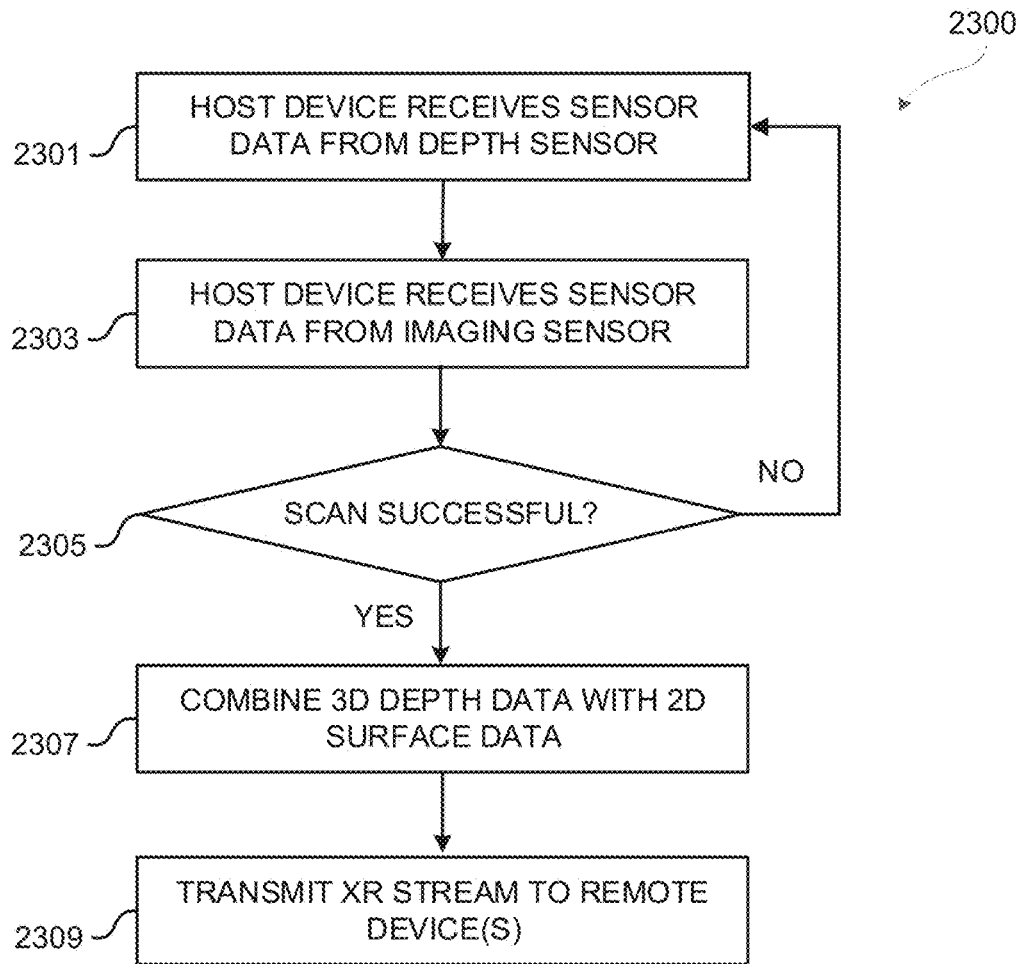 2300
HOST DEVICE RECEIVES SENSOR
DATA FROM DEPTH SENSOR
2301
HOST DEVICE RECEIVES SENSOR
DATA FROM IMAGING SENSOR
2303
NO
SCAN SUCCESSFUL?
2305
YES
COMBINE 3D DEPTH DATA WITH 2D
SURFACE DATA
2307
TRANSMIT XR STREAM TO REMOTE
DEVICE(S)
2309